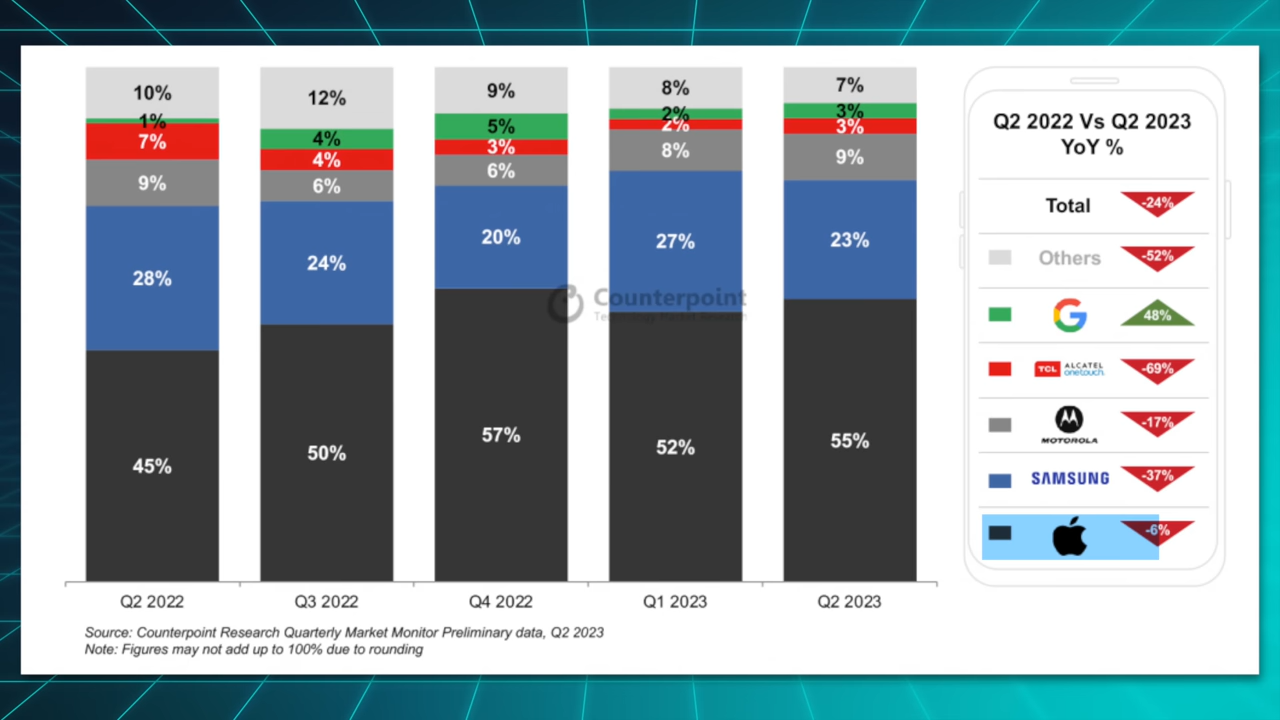 10% 12% 9% 8% 7%
1% 4% 5% 2% 3%
7% 4% 3% 2% 3%
9% 6% 6% 8% 9%
28% 24% 20% 27% 23%
45% 50% 57% 52% 55%
Counterpoint
Technology Market Research
Q2 2022 Q3 2022 Q4 2022 Q1 2023 Q2 2023
Source: Counterpoint Research Quarterly Market Monitor Preliminary data, Q2 2023
Note: Figures may not add up to 100% due to rounding
Q2 2022 Vs Q2 2023
YoY %
Total -24%
Others -52%
G 48%
TCL ALCATEL -69%
onetouch.
MOTOROLA -17%
SAMSUNG -37%
-6%